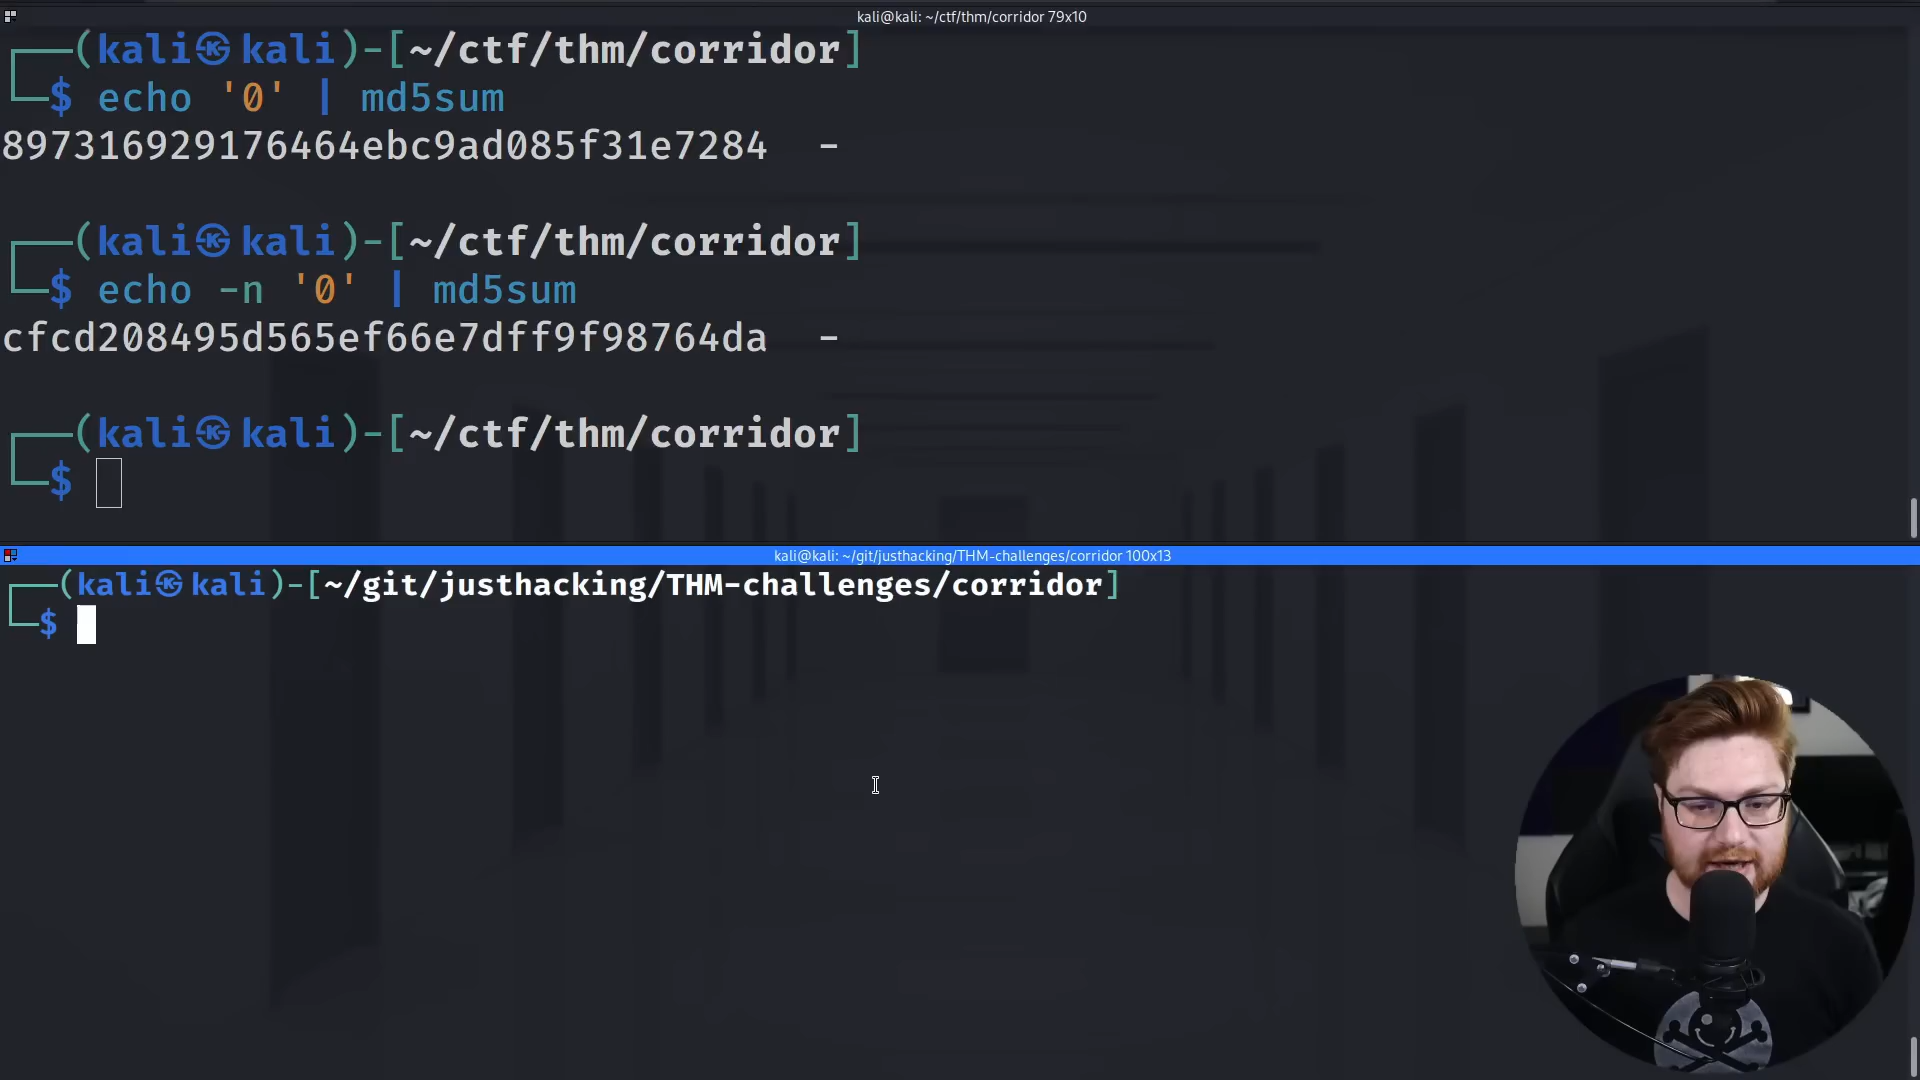 kali@kali: ~/ctf/thm/corridor 79x10
┌──(kali㉿kali)-[~/ctf/thm/corridor]
└─$ echo '0' | md5sum
897316929176464ebc9ad085f31e7284  -
┌──(kali㉿kali)-[~/ctf/thm/corridor]
└─$ echo -n '0' | md5sum
cfcd208495d565ef66e7dff9f98764da  -
┌──(kali㉿kali)-[~/ctf/thm/corridor]
└─$
kali@kali: ~/git/justhacking/THM-challenges/corridor 100x13
┌──(kali㉿kali)-[~/git/justhacking/THM-challenges/corridor]
└─$